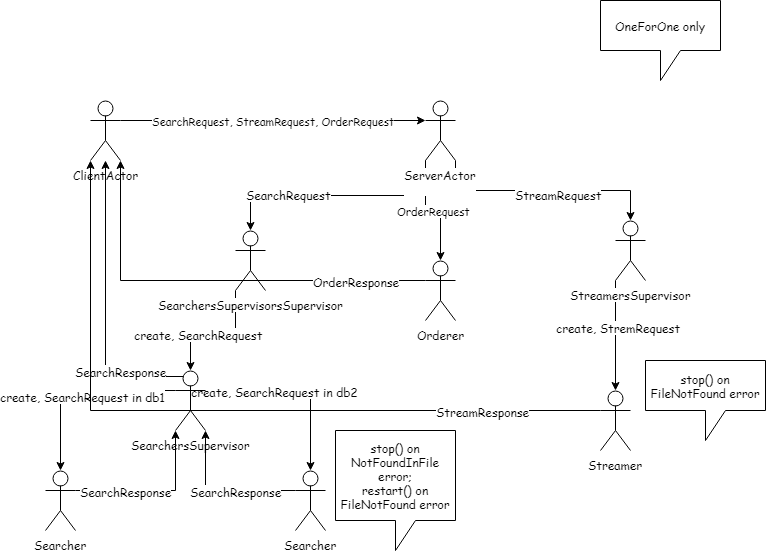 OneForOne only
SearchRequest, StreamRequest, OrderRequest
ClientActor
ServerActor
SearchRequest
StreamRequest
OrderRequest
OrderResponse
StreamersSupervisor
SearchersSupervisorsSupervisor
create, StremRequest
create, SearchRequest
Orderer
SearchResponse
stop() on
FileNotFound error
create, SearchRequest in db1
create, SearchRequest in db2
StreamResponse
SearchersSupervisor
stop() on
NotFoundInFile
error;
restart() on
FileNotFound error
Streamer
SearchResponse
SearchResponse
Searcher
Searcher